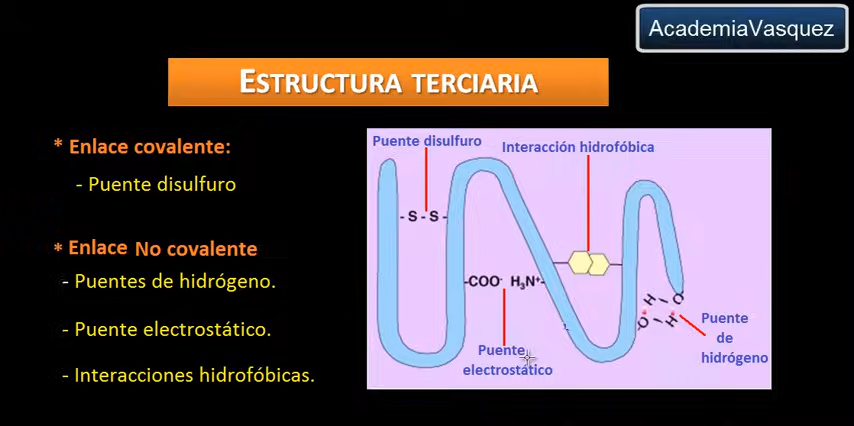 AcademiaVasquez
ESTRUCTURA TERCIARIA
* Enlace covalente:
- Puente disulfuro
* Enlace No covalente
- Puentes de hidrógeno.
- Puente electrostático.
- Interacciones hidrofóbicas.
Puente disulfuro
Interacción hidrofóbica
- S - S -
-COO⁻ H₃N⁺-
Puente
electrostático
H O
O H
Puente
de
hidrógeno